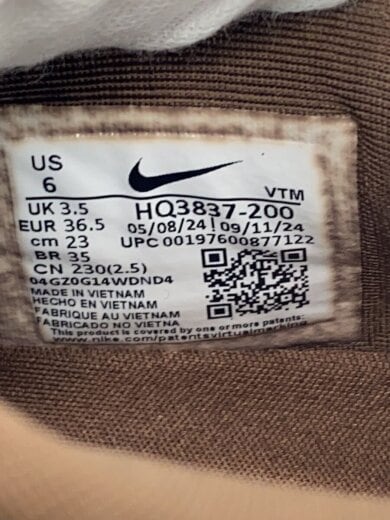 US
6
VTM
UK 3.5
HQ3837-200
EUR 36.5
05/08/24 | 09/11/24
cm 23
UPC 00197600877122
BR 35
CN 230(2.5)
04GZ0G14WDND4
MADE IN VIETNAM
HECHO EN VIETNAM
FABRIQUE AU VIETNAM
FABRICADO NO VIETNA
This product is covered by one or more patents:
www.nike.com/patentsvirtualmarking